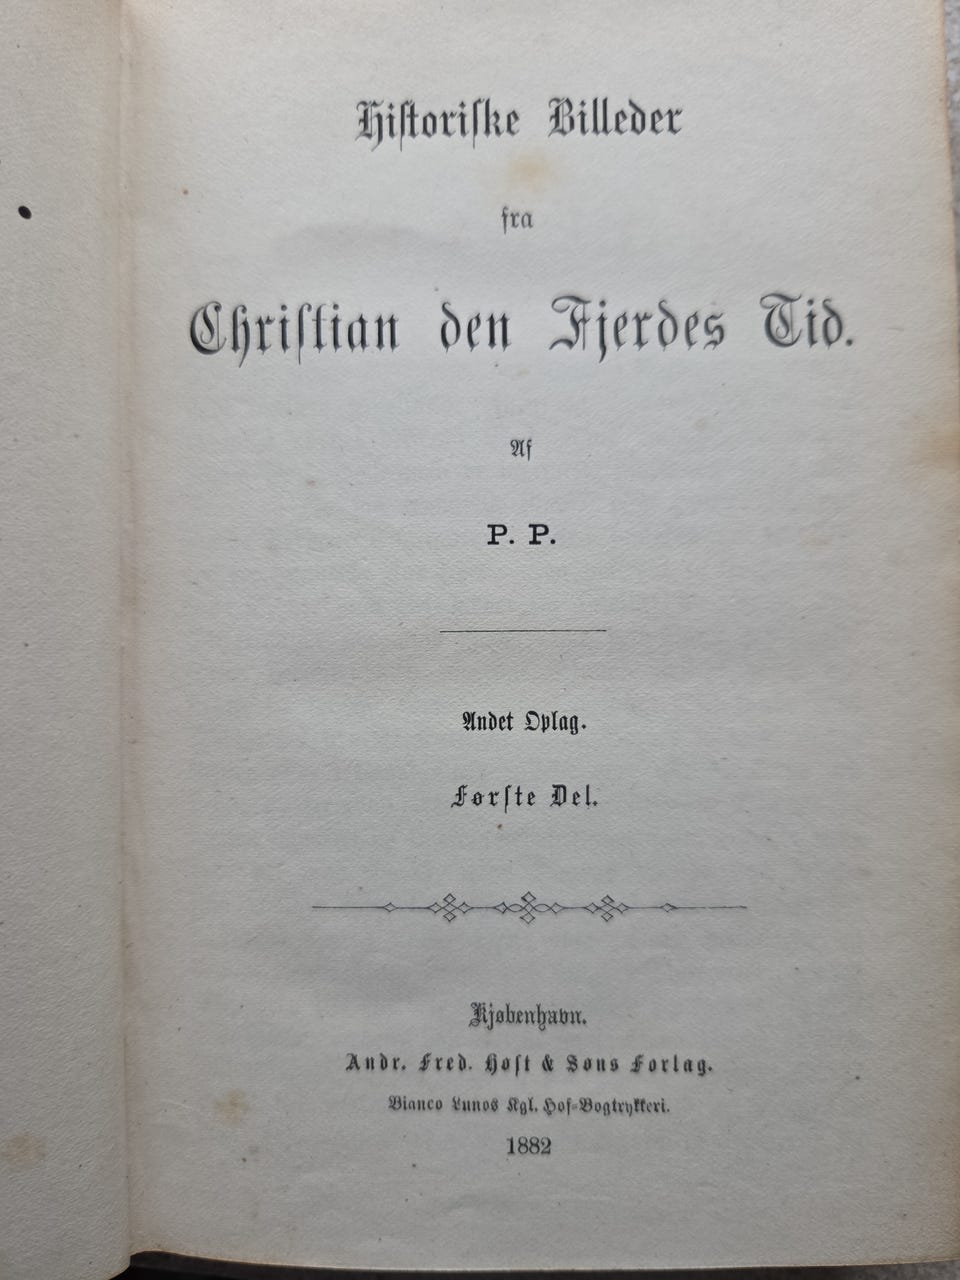 Historiske Billeder
fra
Christian den Fjerdes Tid.
Af
P. P.
Andet Oplag.
Første Del.
Kjøbenhavn.
Andr. Fred. Høst & Søns Forlag.
Bianco Lunos Kgl. Hof-Bogtrykkeri.
1882